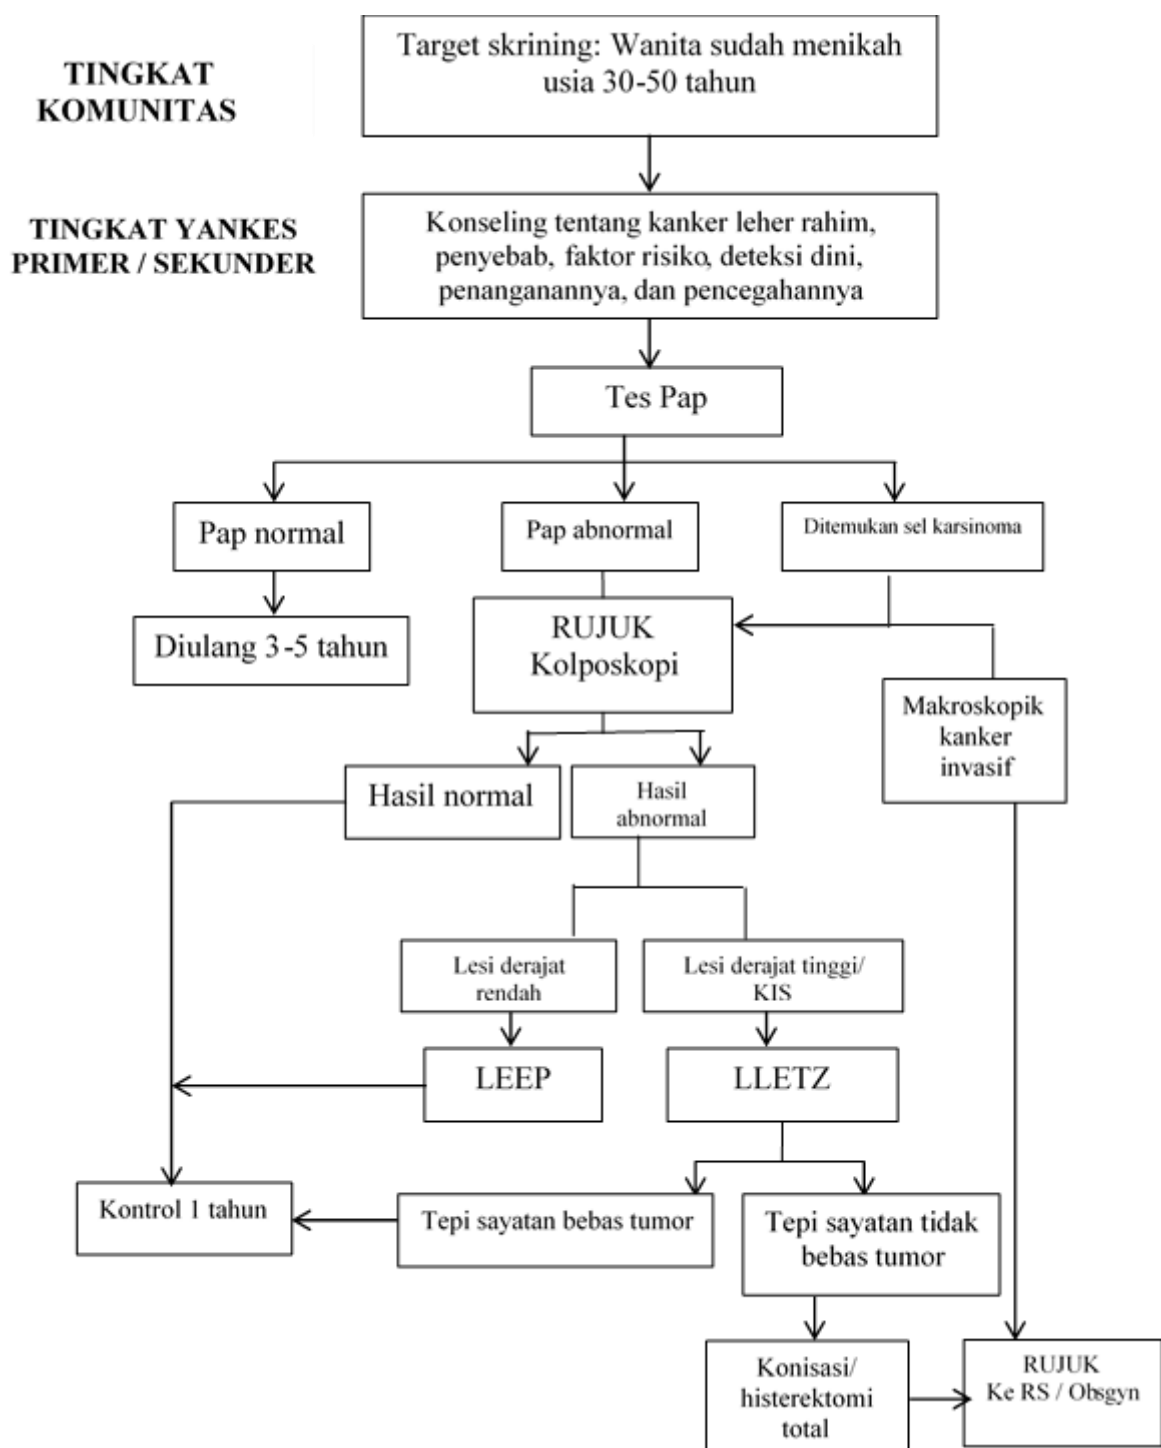 TINGKAT
KOMUNITAS
Target skrining: Wanita sudah menikah
usia 30-50 tahun
TINGKAT YANKES
PRIMER / SEKUNDER
Konseling tentang kanker leher rahim,
penyebab, faktor risiko, deteksi dini,
penanganannya, dan pencegahannya
Tes Pap
Pap normal
Pap abnormal
Ditemukan sel karsinoma
Diulang 3-5 tahun
RUJUK
Kolposkopi
Makroskopik
kanker
invasif
Hasil normal
Hasil
abnormal
Lesi derajat
rendah
Lesi derajat tinggi/
KIS
LEEP
LLETZ
Kontrol 1 tahun
Tepi sayatan bebas tumor
Tepi sayatan tidak
bebas tumor
Konisasi/
histerektomi
total
RUJUK
Ke RS / Obsgyn